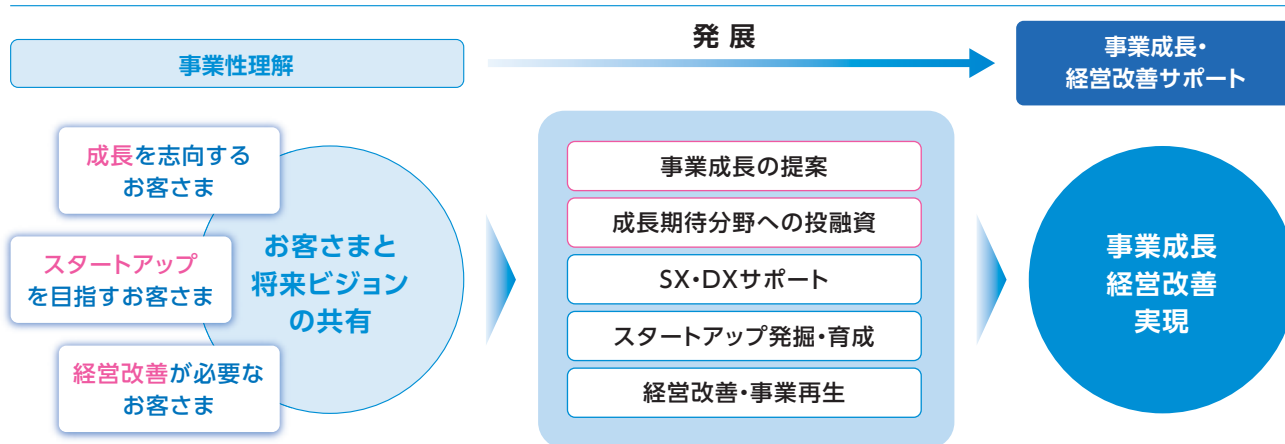 事業性理解
発 展
事業成長・
経営改善サポート
成長を志向する
お客さま
スタートアップ
を目指すお客さま
経営改善が必要な
お客さま
お客さまと
将来ビジョン
の共有
事業成長の提案
成長期待分野への投融資
SX・DXサポート
スタートアップ発掘・育成
経営改善・事業再生
事業成長
経営改善
実現